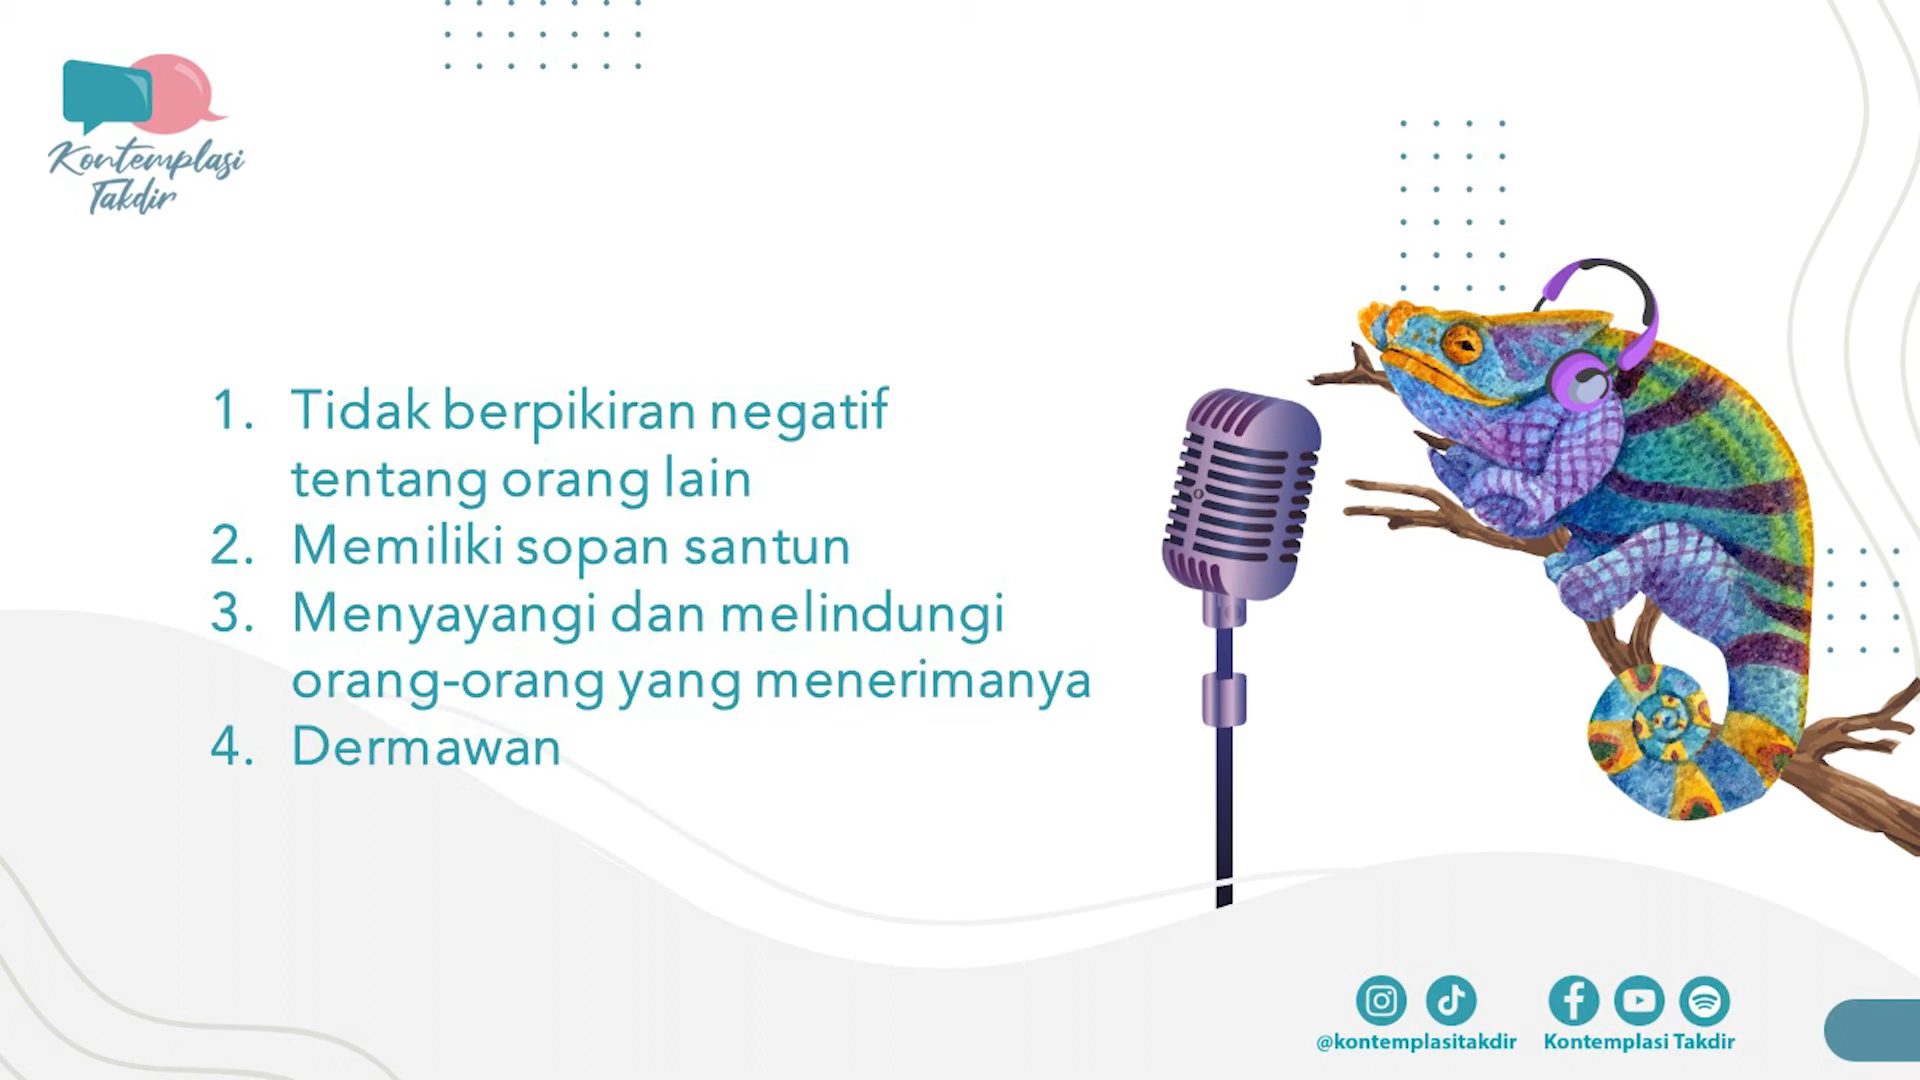 Kontemplasi
Takdir
1. Tidak berpikiran negatif
tentang orang lain
2. Memiliki sopan santun
3. Menyayangi dan melindungi
orang-orang yang menerimanya
4. Dermawan
@kontemplasitakdir
Kontemplasi Takdir